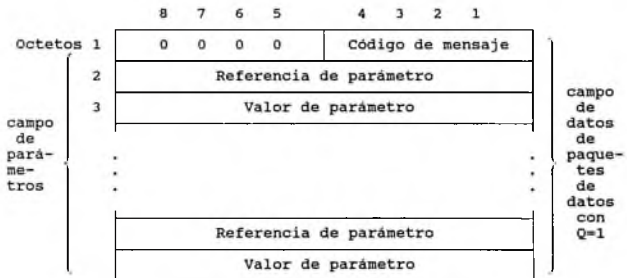 8 7 6 5 4 3 2 1
Octetos 1 0 0 0 0 Código de mensaje
2 Referencia de parámetro
3 Valor de parámetro
campo
de
pará-
me-
tros
campo
de
datos
de
paque-
tes
de
datos
con
Q=1
Referencia de parámetro
Valor de parámetro